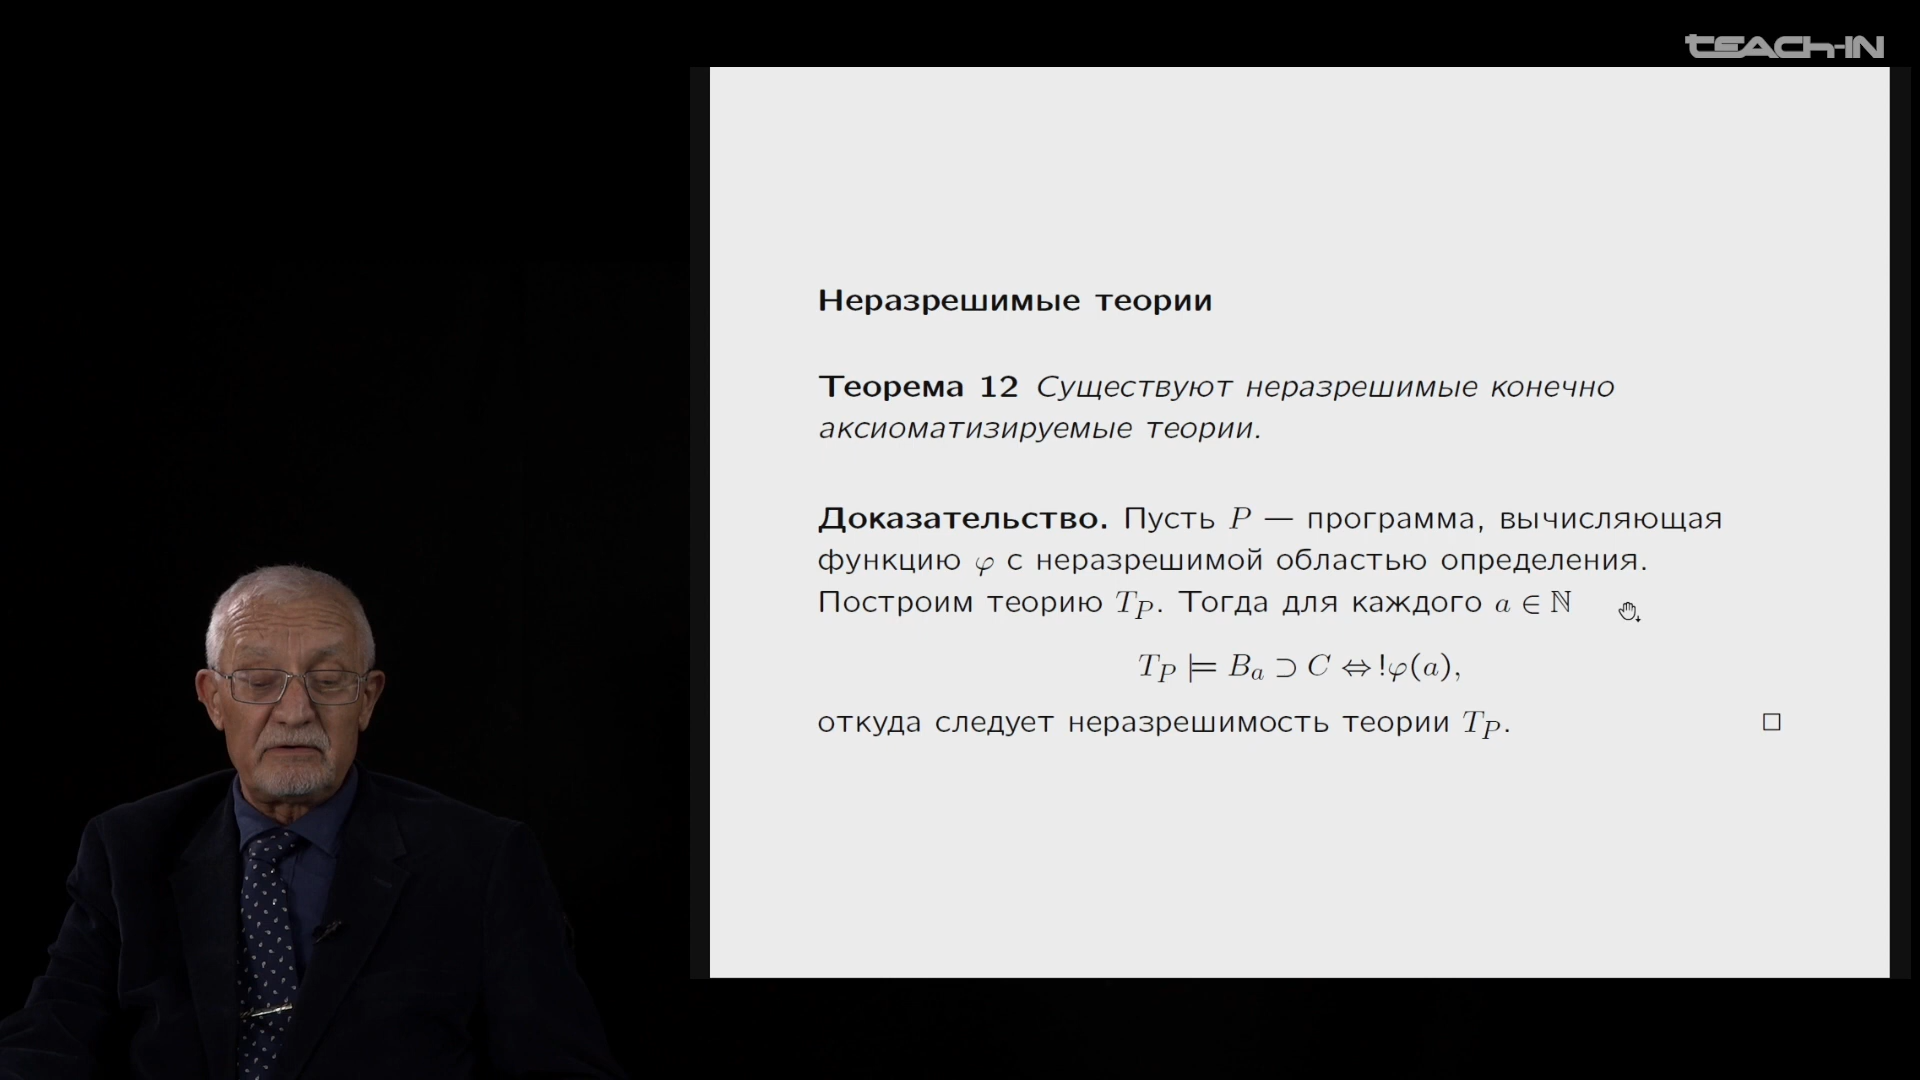 teach-in
Неразрешимые теории
Теорема 12 Существуют неразрешимые конечно
аксиоматизируемые теории.
Доказательство. Пусть P — программа, вычисляющая
функцию φ с неразрешимой областью определения.
Построим теорию T_P. Тогда для каждого a ∈ ℕ
T_P ⊨ B_a ⊃ C ⇔ !φ(a),
откуда следует неразрешимость теории T_P. □